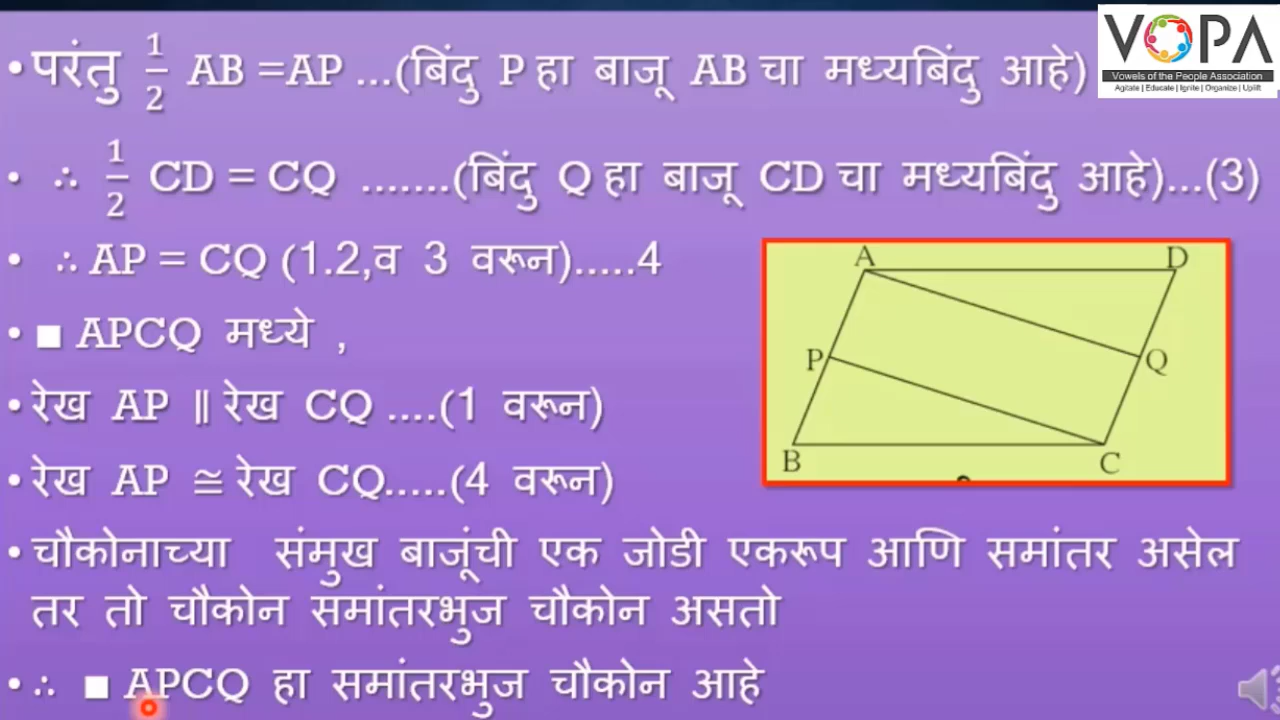 VOPA
Vowels of the People Association
Agitate | Educate | Ignite | Organize | Uplift
• परंतु 1/2 AB =AP ...(बिंदु P हा बाजू AB चा मध्यबिंदु आहे)
• ∴ 1/2 CD = CQ .......(बिंदु Q हा बाजू CD चा मध्यबिंदु आहे)...(3)
• ∴ AP = CQ (1.2,व 3 वरून).....4
• ■ APCQ मध्ये ,
• रेख AP ∥ रेख CQ ....(1 वरून)
• रेख AP ≅ रेख CQ.....(4 वरून)
• चौकोनाच्या संमुख बाजूंची एक जोडी एकरूप आणि समांतर असेल
तर तो चौकोन समांतरभुज चौकोन असतो
• ∴ ■ APCQ हा समांतरभुज चौकोन आहे
A D
P Q
B C